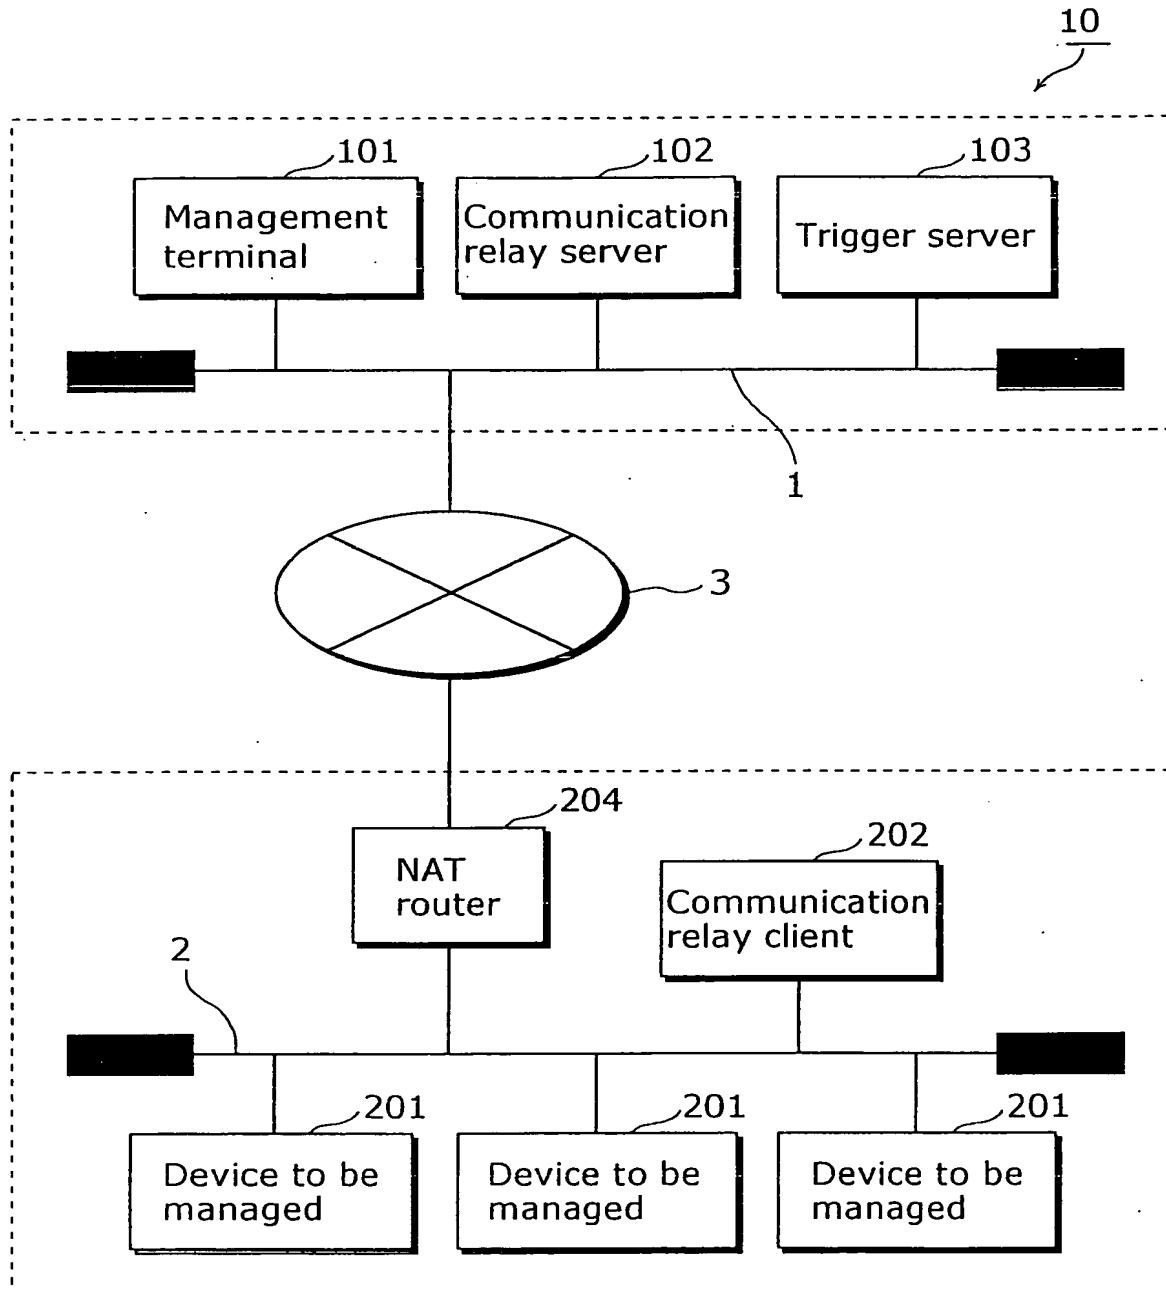 10
101
102
103
Management
terminal
Communication
relay server
Trigger server
1
3
204
NAT
router
202
Communication
relay client
2
201
201
201
Device to be
managed
Device to be
managed
Device to be
managed